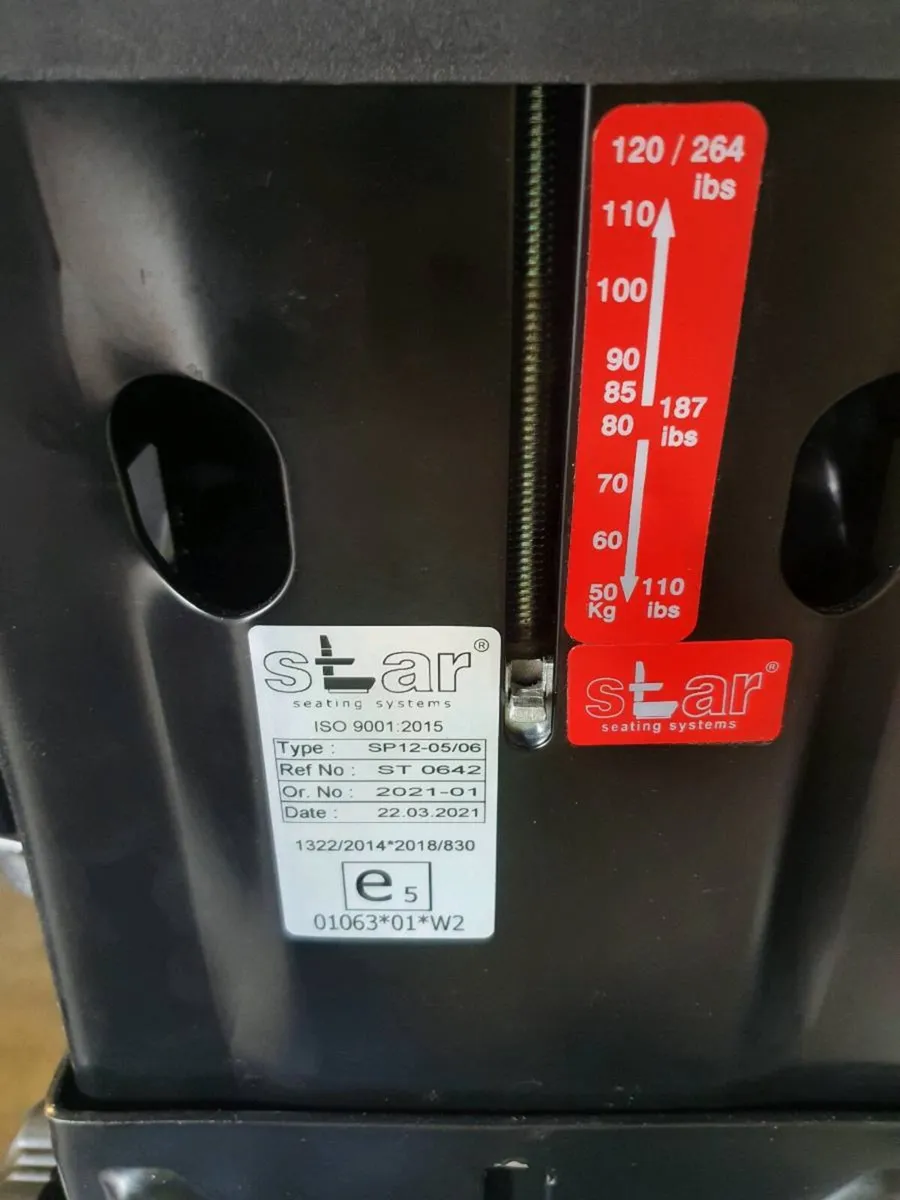 120 / 264
ibs
110
100
90
85
80
187
ibs
70
60
50
Kg
110
ibs
star®
seating systems
ISO 9001:2015
Type : SP12-05/06
Ref No : ST 0642
Or. No : 2021-01
Date : 22.03.2021
1322/2014*2018/830
e 5
01063*01*W2
star®
seating systems